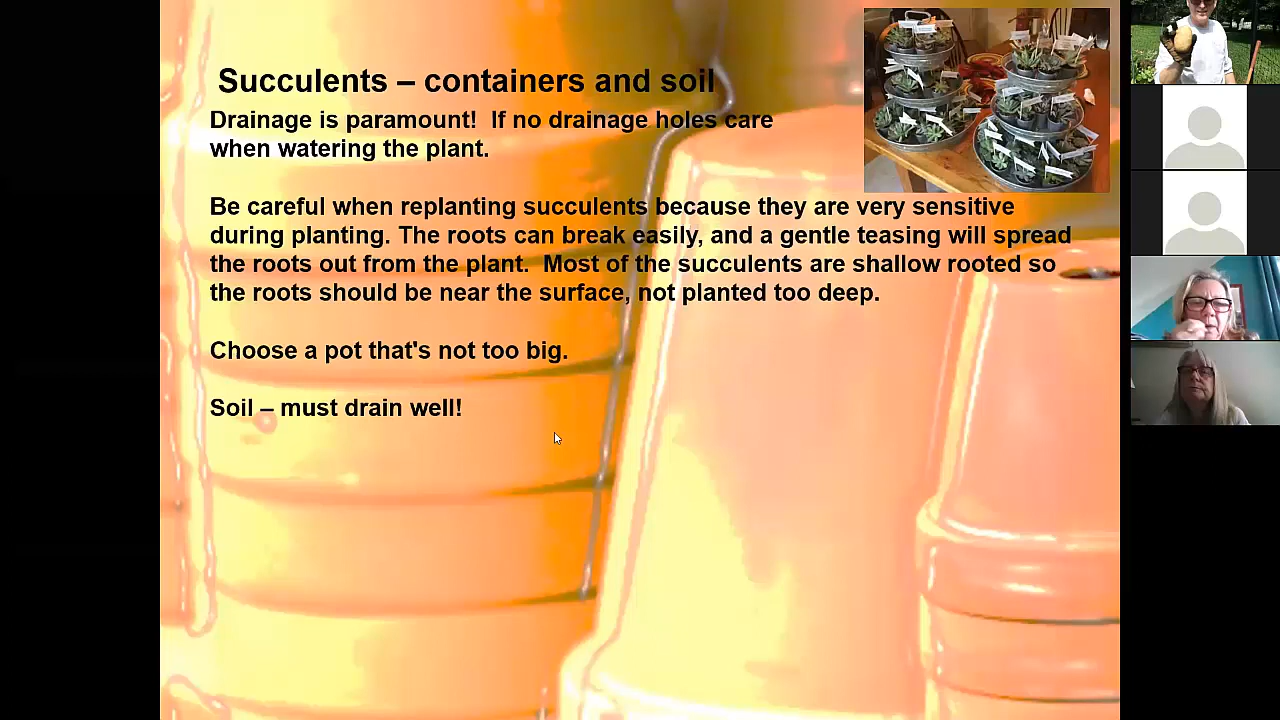 Succulents – containers and soil
Drainage is paramount!  If no drainage holes care
when watering the plant.
Be careful when replanting succulents because they are very sensitive
during planting. The roots can break easily, and a gentle teasing will spread
the roots out from the plant.  Most of the succulents are shallow rooted so
the roots should be near the surface, not planted too deep.
Choose a pot that's not too big.
Soil – must drain well!